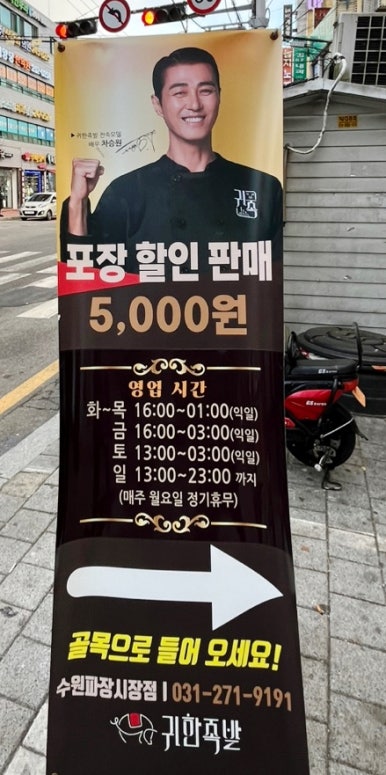 ▶귀한족발 전속모델
배우 차승원
귀한족발
포장 할인 판매
5,000원
영업 시간
화~목 16:00~01:00(익일)
금 16:00~03:00(익일)
토 13:00~03:00(익일)
일 13:00~23:00 까지
(매주 월요일 정기휴무)
골목으로 들어 오세요!
수원파장시장점 | 031-271-9191
귀한족발